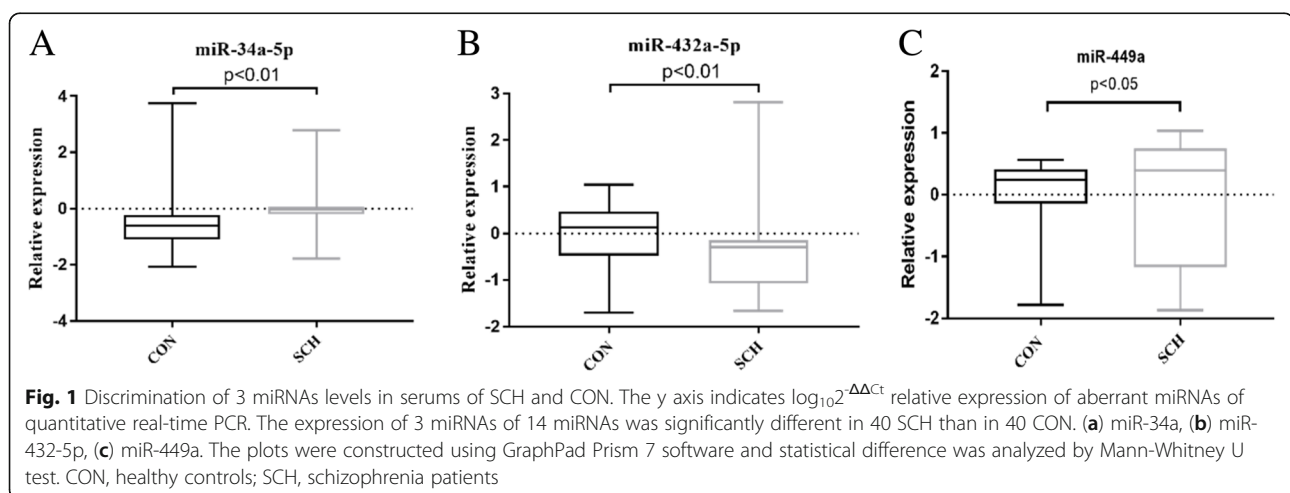 A
miR-34a-5p
p<0.01
Relative expression
4
2
0
-2
-4
CON
SCH
B
miR-432a-5p
p<0.01
Relative expression
3
2
1
0
-1
-2
CON
SCH
C
miR-449a
p<0.05
Relative expression
2
1
0
-1
-2
CON
SCH
Fig. 1 Discrimination of 3 miRNAs levels in serums of SCH and CON. The y axis indicates log₁₀2⁻ΔΔCt relative expression of aberrant miRNAs of
quantitative real-time PCR. The expression of 3 miRNAs of 14 miRNAs was significantly different in 40 SCH than in 40 CON. (a) miR-34a, (b) miR-
432-5p, (c) miR-449a. The plots were constructed using GraphPad Prism 7 software and statistical difference was analyzed by Mann-Whitney U
test. CON, healthy controls; SCH, schizophrenia patients